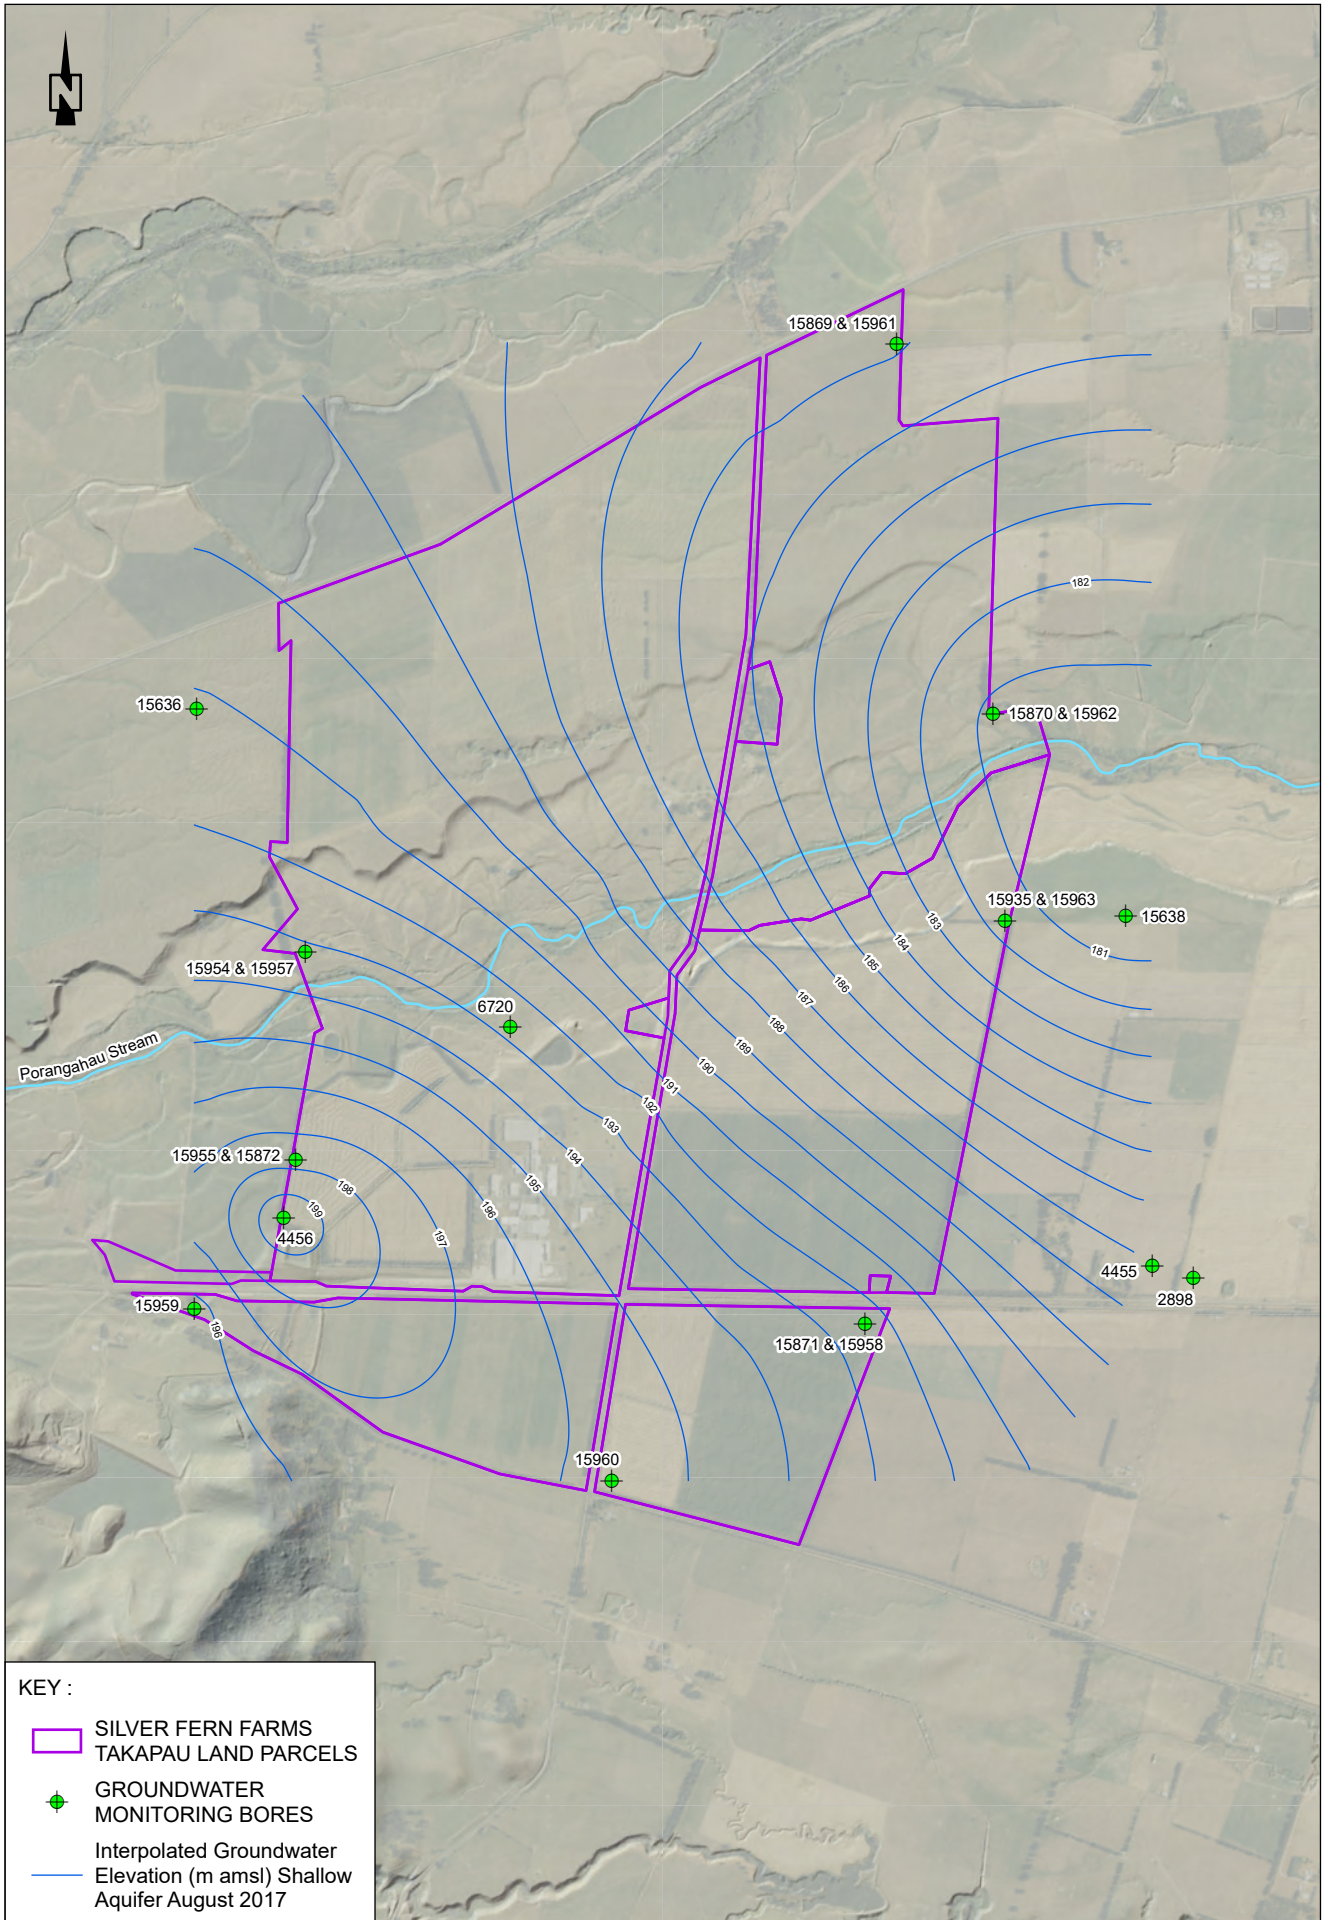 N
15869 & 15961
182
15636
15870 & 15962
15935 & 15963
15638
183
181
184
15954 & 15957
185
186
187
6720
188
Porangahau Stream
189
190
191
192
193
194
15955 & 15872
195
198
196
199
197
4456
4455
2898
15959
196
15871 & 15958
15960
KEY :
SILVER FERN FARMS
TAKAPAU LAND PARCELS
GROUNDWATER
MONITORING BORES
Interpolated Groundwater
Elevation (m amsl) Shallow
Aquifer August 2017